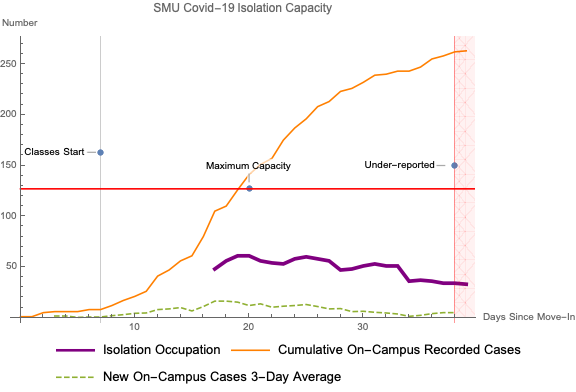 SMU Covid-19 Isolation Capacity
Number
250
200
Classes Start
Maximum Capacity
Under-reported
150
100
50
10
20
30
Days Since Move-In
Isolation Occupation
Cumulative On-Campus Recorded Cases
New On-Campus Cases 3-Day Average